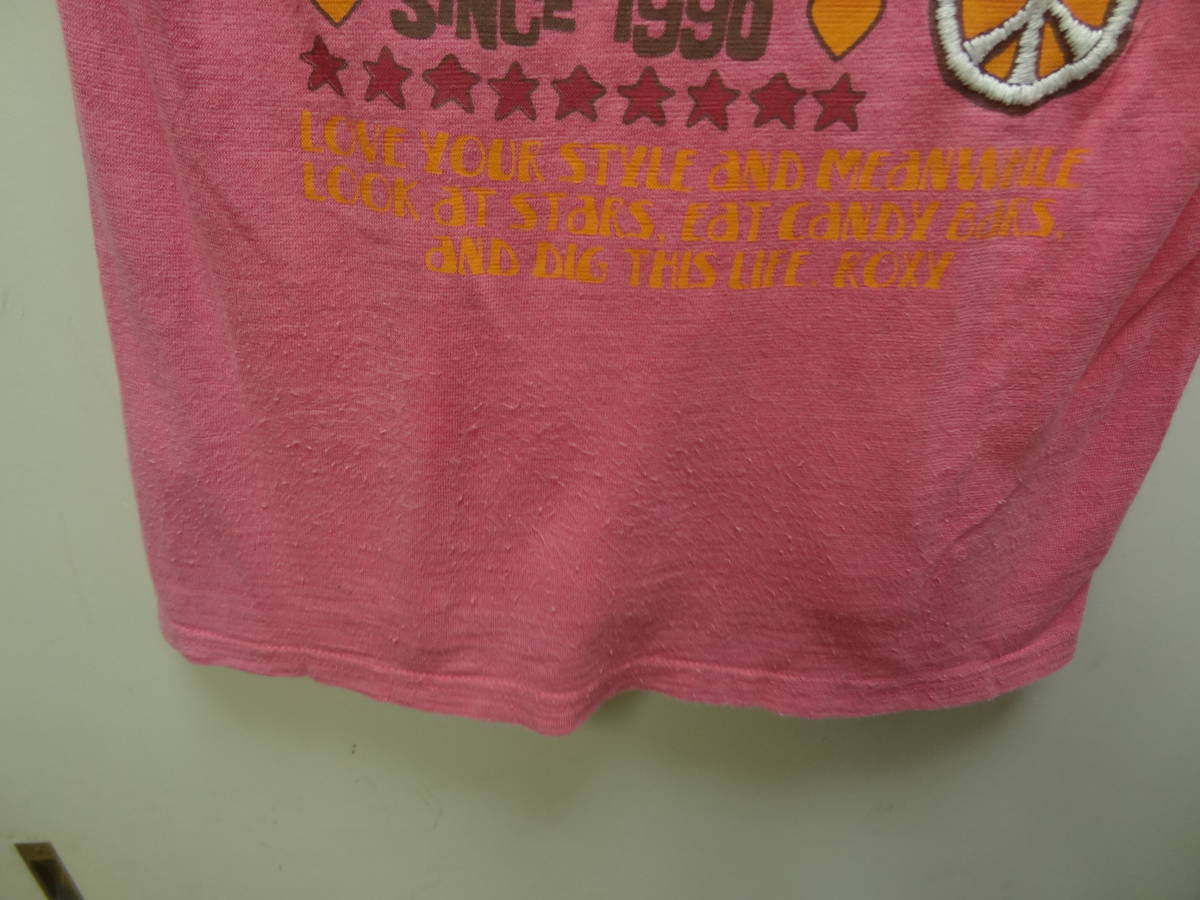 SINCE 1990
LOVE YOUR STYLE and MEANWHILE
LOOK aT STaRS, EaT CaNDY BaRS,
aND DIG THIS LIFE. ROXY